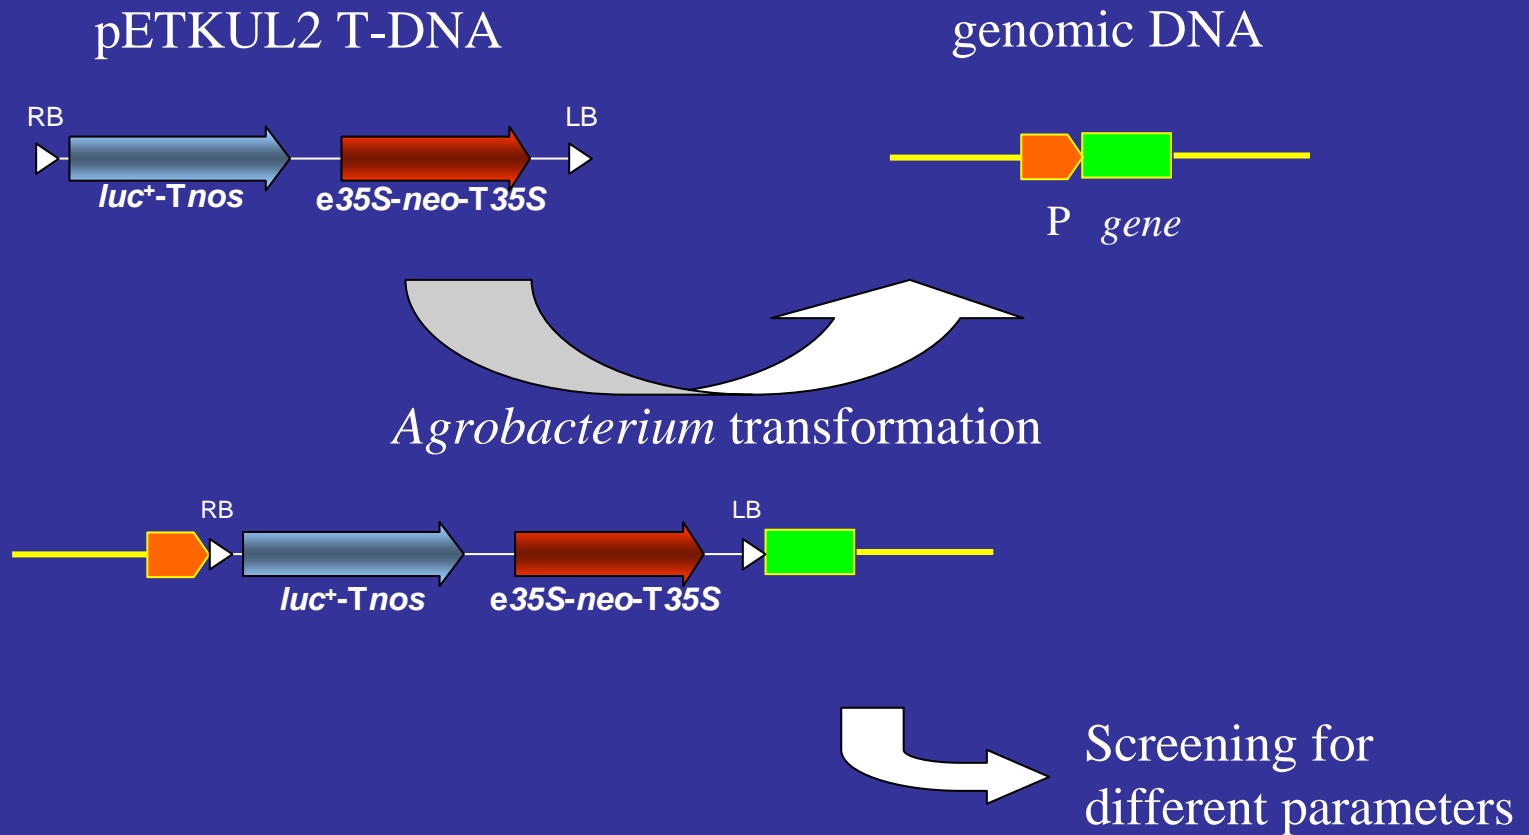 pETKUL2 T-DNA
genomic DNA
RB
LB
luc⁺-Tnos
e35S-neo-T35S
P gene
Agrobacterium transformation
RB
LB
luc⁺-Tnos
e35S-neo-T35S
Screening for
different parameters